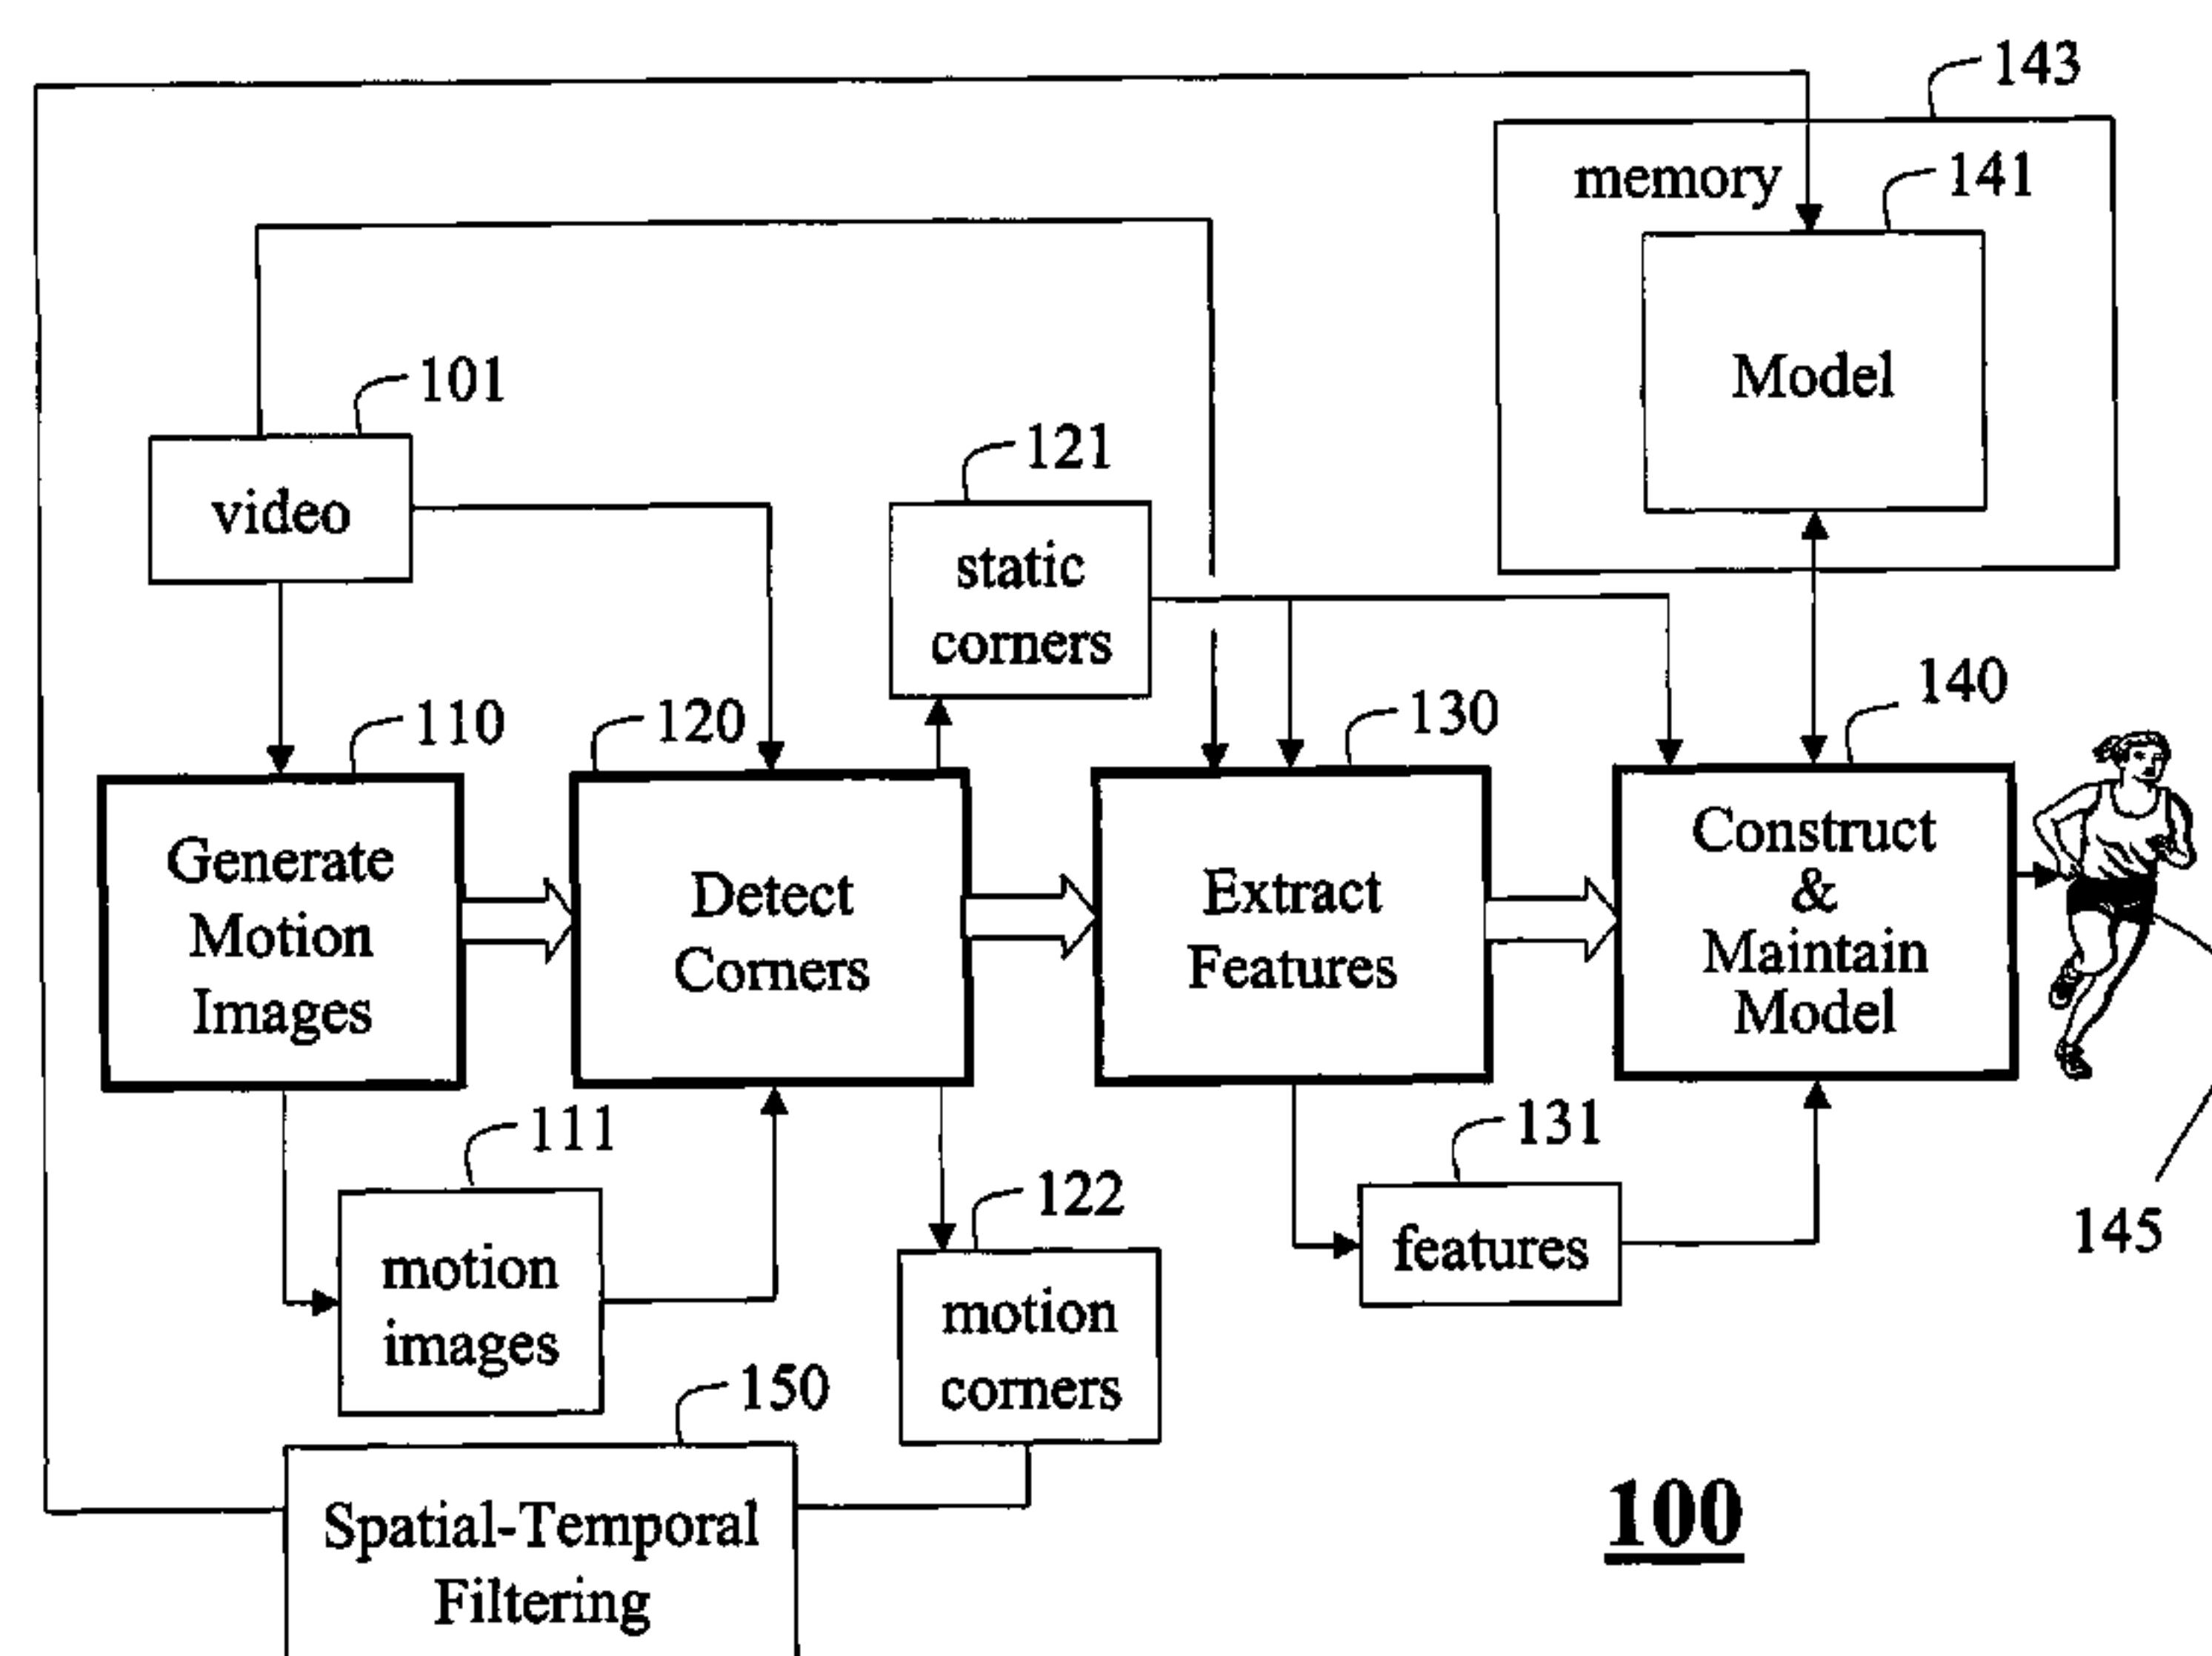 143
memory
141
Model
101
video
121
static
corners
110
120
130
140
Generate
Motion
Images
Detect
Corners
Extract
Features
Construct
&
Maintain
Model
111
motion
images
122
motion
corners
131
features
145
150
Spatial-Temporal
Filtering
100